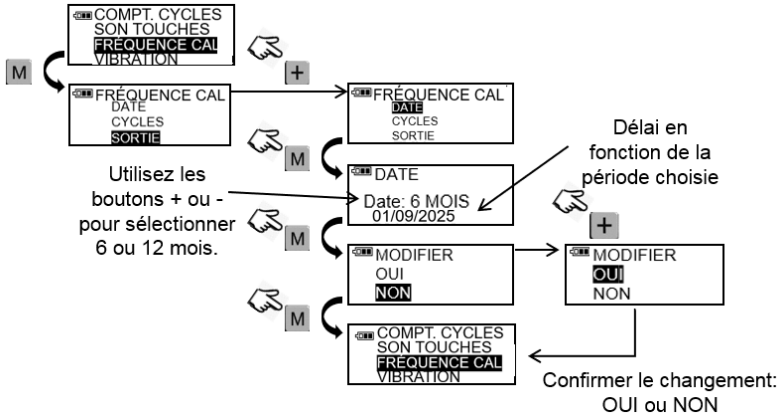 COMPT. CYCLES
SON TOUCHES
FRÉQUENCE CAL
VIBRATION
M
+
FRÉQUENCE CAL
DATE
CYCLES
SORTIE
FRÉQUENCE CAL
DATE
CYCLES
SORTIE
M
Utilisez les
boutons + ou -
pour sélectionner
6 ou 12 mois.
DATE
Date: 6 MOIS
01/09/2025
Délai en
fonction de la
période choisie
M
+
MODIFIER
OUI
NON
MODIFIER
OUI
NON
M
COMPT. CYCLES
SON TOUCHES
FRÉQUENCE CAL
VIBRATION
Confirmer le changement:
OUI ou NON